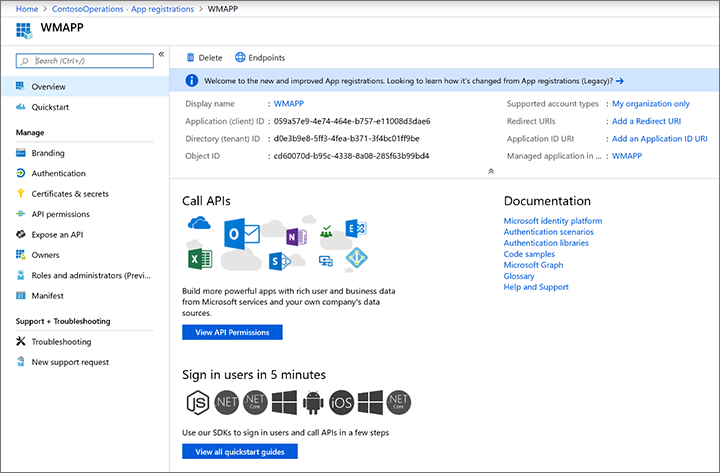 Home > ContosoOperations - App registrations > WMAPP
WMAPP
Search (Ctrl+/)
«
Overview
Quickstart
Manage
Branding
Authentication
Certificates & secrets
API permissions
Expose an API
Owners
Roles and administrators (Previ...
Manifest
Support + Troubleshooting
Troubleshooting
New support request
Delete
Endpoints
Welcome to the new and improved App registrations. Looking to learn how it's changed from App registrations (Legacy)? →
Display name : WMAPP
Application (client) ID : 059a57e9-4e74-464e-b757-e11008d3dae6
Directory (tenant) ID : d0e3b9e8-5ff3-4fea-b371-3f4bc01ff9be
Object ID : cd60070d-b95c-4338-8a08-285f63b99bd4
Supported account types : My organization only
Redirect URIs : Add a Redirect URI
Application ID URI : Add an Application ID URI
Managed application in ... : WMAPP
Call APIs
Build more powerful apps with rich user and business data
from Microsoft services and your own company's data
sources.
View API Permissions
Documentation
Microsoft identity platform
Authentication scenarios
Authentication libraries
Code samples
Microsoft Graph
Glossary
Help and Support
Sign in users in 5 minutes
JS .NET .NET Core iOS .NET Core
Use our SDKs to sign in users and call APIs in a few steps
View all quickstart guides